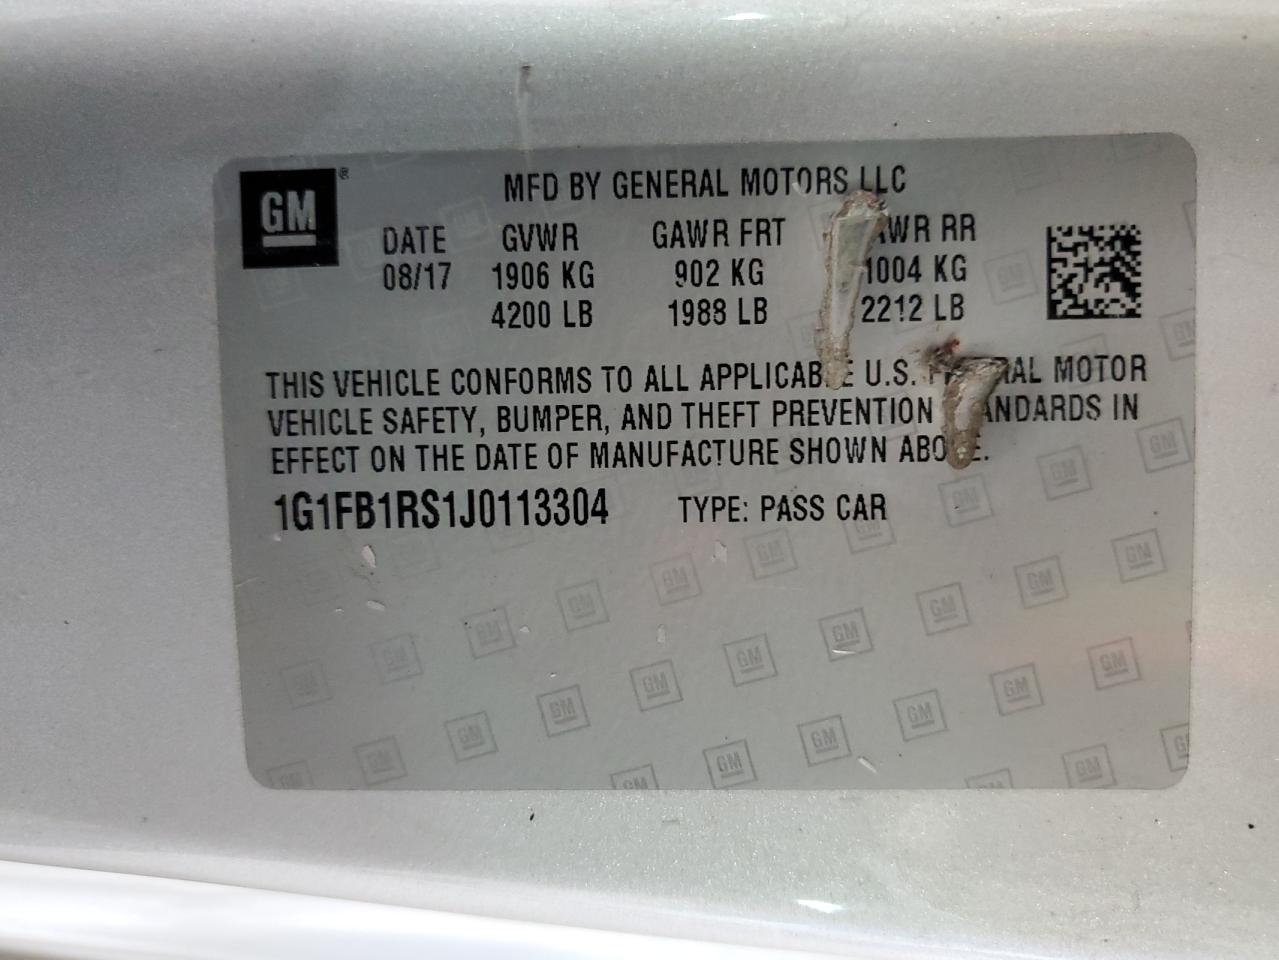 GM ®
MFD BY GENERAL MOTORS LLC
DATE GVWR GAWR FRT RR
08/17 1906 KG 902 KG 1004 KG
4200 LB 1988 LB 2212 LB
THIS VEHICLE CONFORMS TO ALL U.S. MOTOR
VEHICLE SAFETY, BUMPER, AND THEFT PREVENTION IN
EFFECT ON THE DATE OF MANUFACTURE SHOWN
1G1FB1RS1J0113304 TYPE: PASS CAR